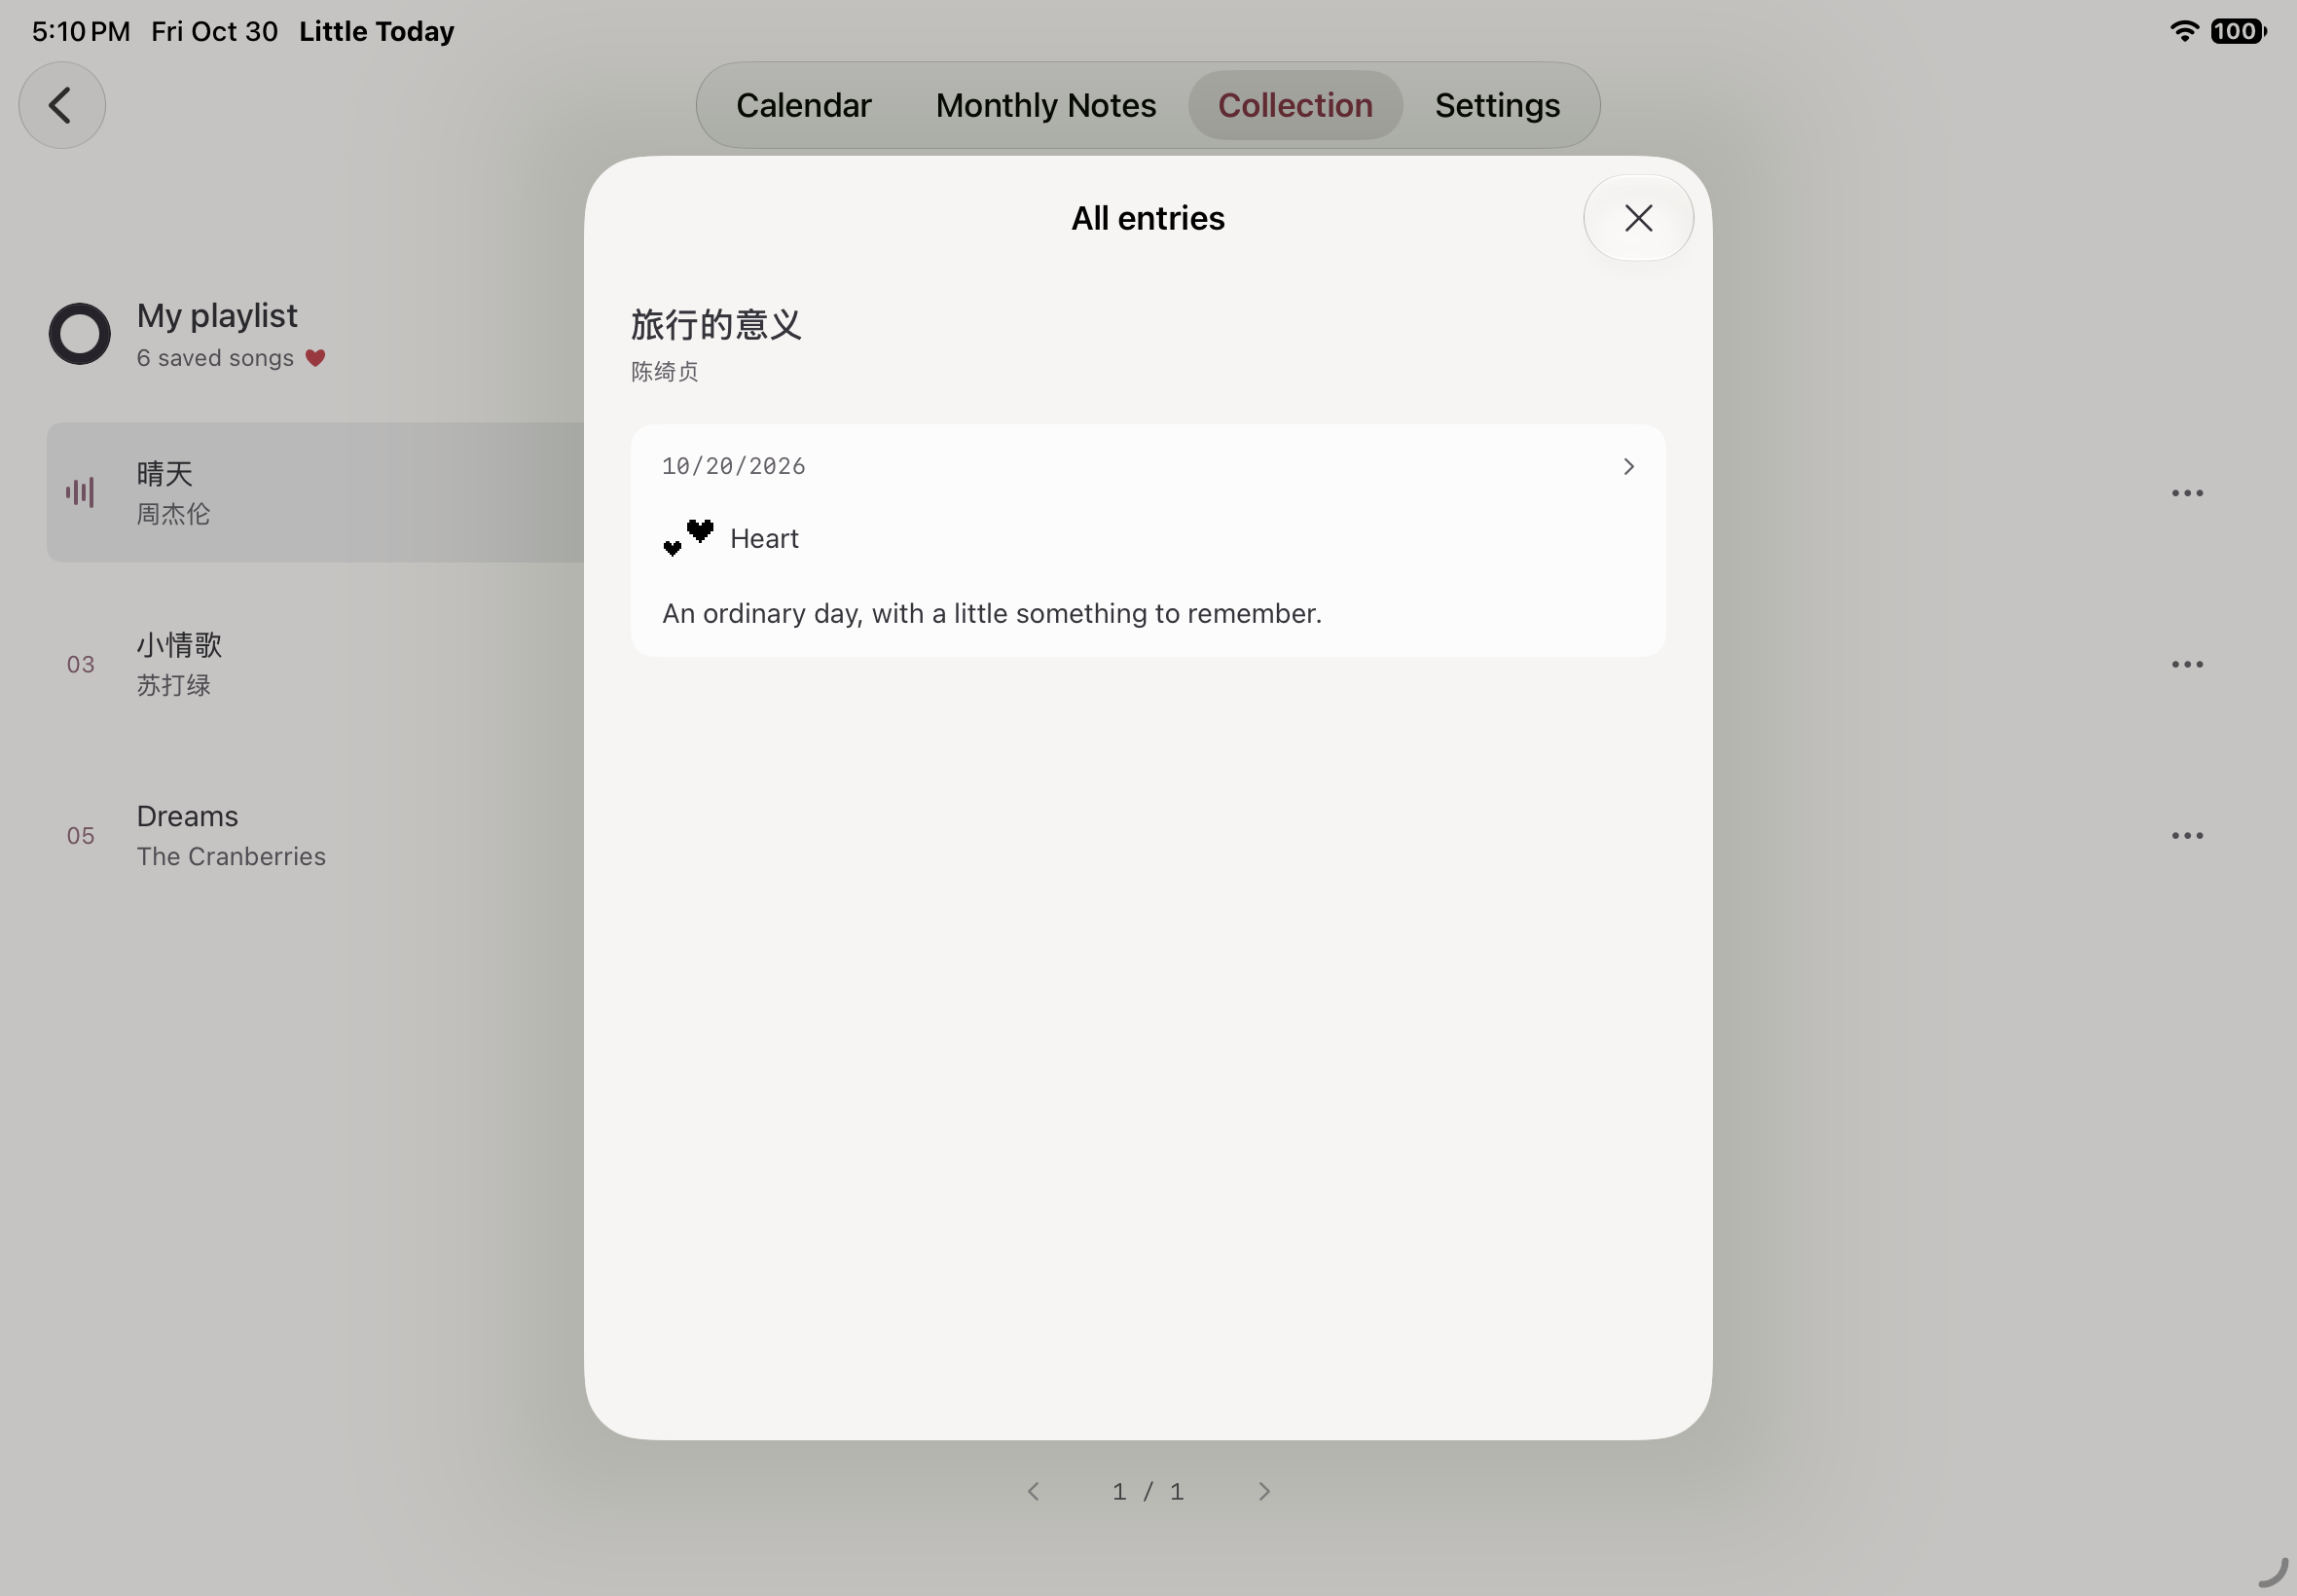 5:10 PM Fri Oct 30 Little Today
100
Calendar Monthly Notes Collection Settings
My playlist
6 saved songs
晴天
周杰伦
03
小情歌
苏打绿
05
Dreams
The Cranberries
All entries
旅行的意义
陈绮贞
10/20/2026
Heart
An ordinary day, with a little something to remember.
1 / 1